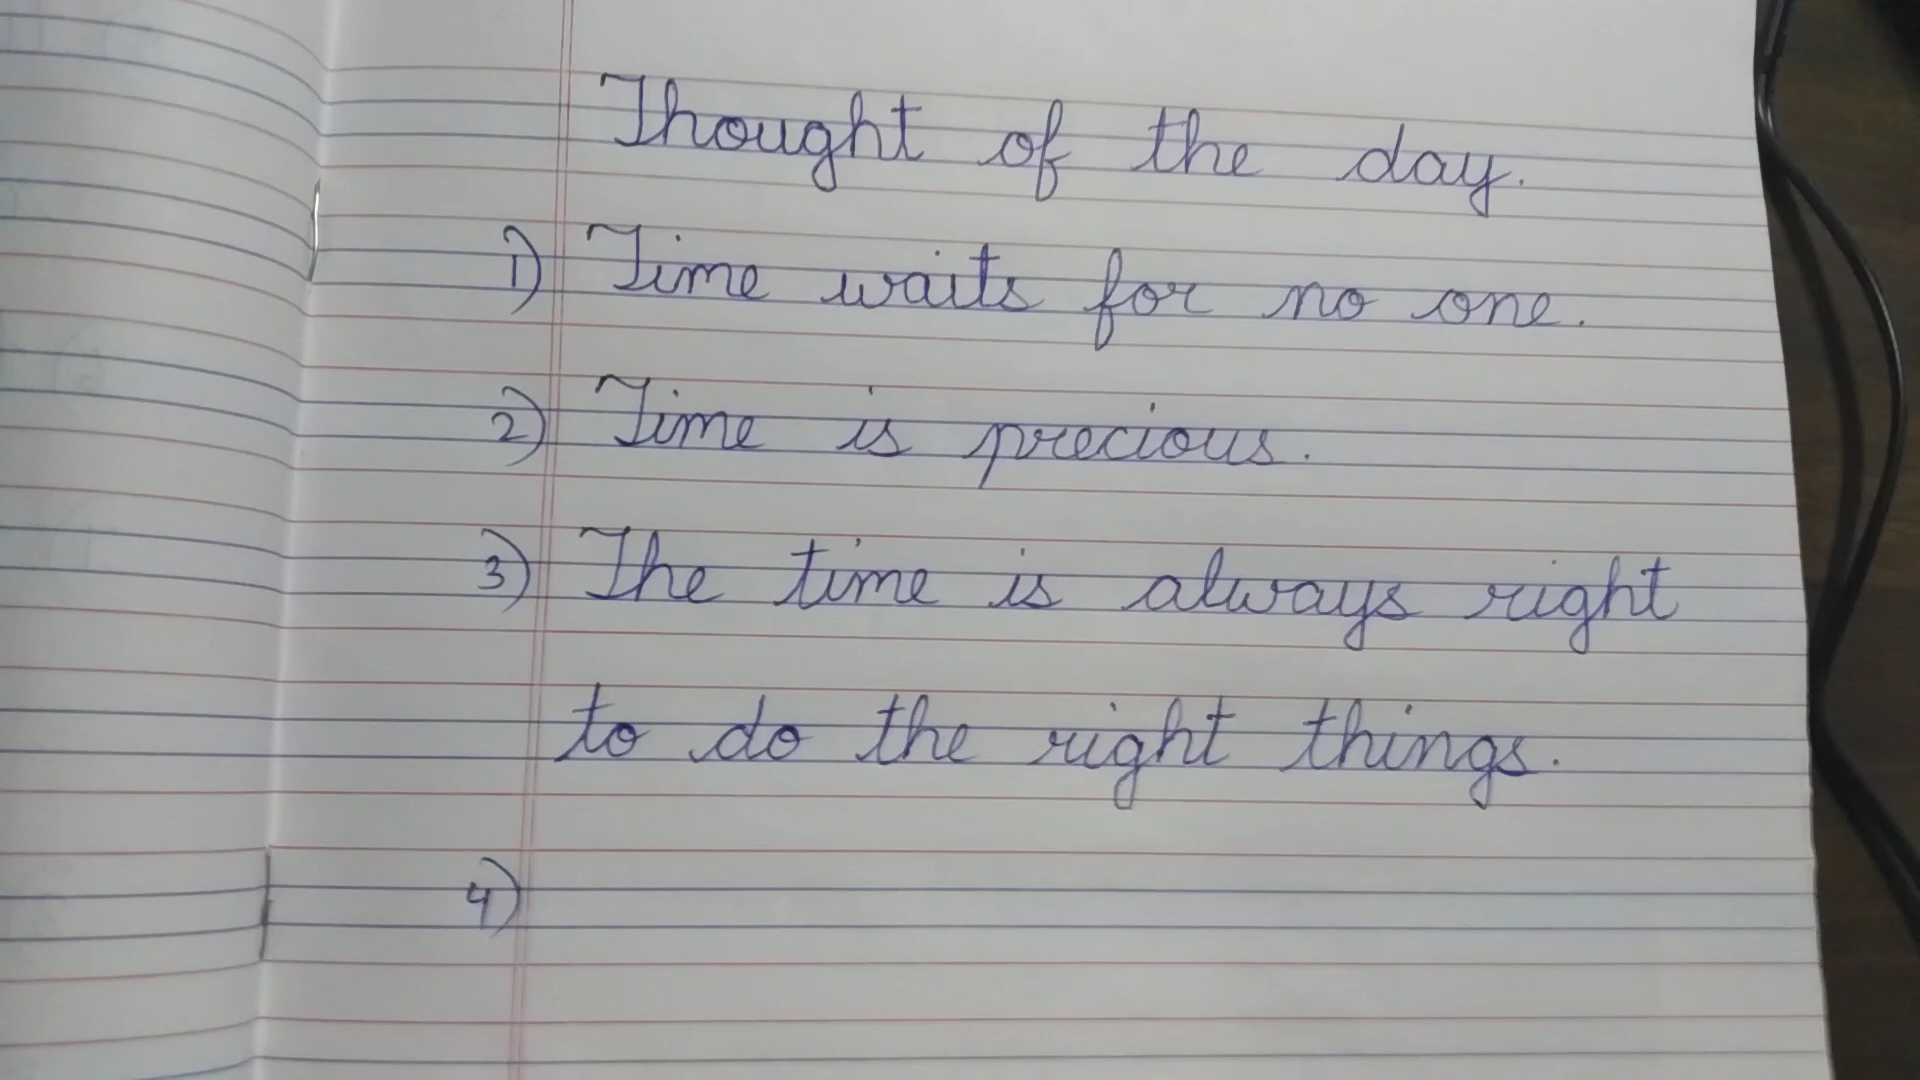 Thought of the day.
1) Time waits for no one.
2) Time is precious.
3) The time is always right
to do the right things.
4)